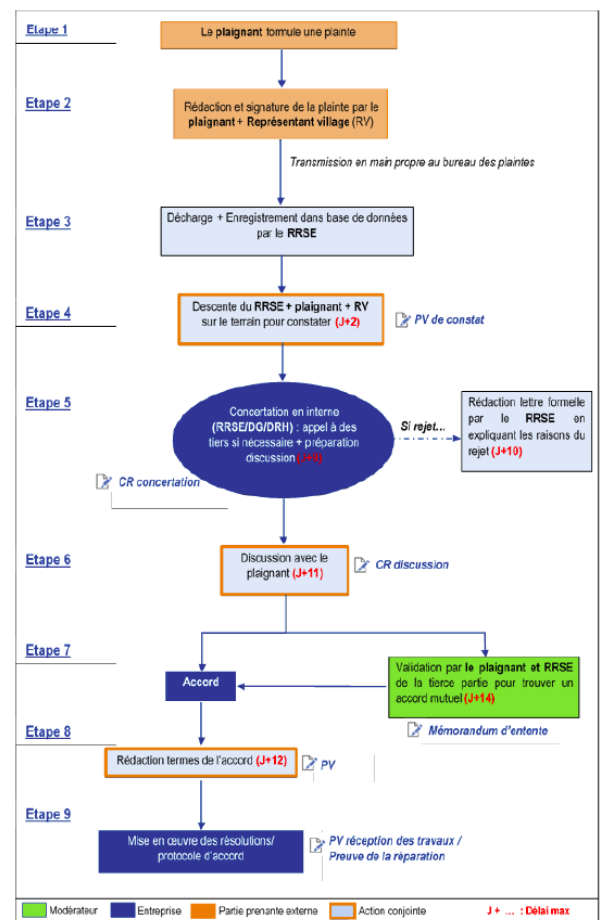 Etape 1
Le plaignant formule une plainte
Etape 2
Rédaction et signature de la plainte par le
plaignant + Représentant village (RV)
Transmission en main propre au bureau des plaintes
Etape 3
Décharge + Enregistrement dans base de données
par le RRSE
Etape 4
Descente du RRSE + plaignant + RV
sur le terrain pour constater (J+2)
PV de constat
Etape 5
Concertation en interne
(RRSE/DG/DRH) : appel à des
tiers si nécessaire + préparation
discussion
Si rejet...
Rédaction lettre formelle
par le RRSE en
expliquant les raisons du
rejet (J+10)
CR concertation
Etape 6
Discussion avec le
plaignant (J+11)
CR discussion
Etape 7
Accord
Validation par le plaignant et RRSE
de la tierce partie pour trouver un
accord mutuel (J+14)
Mémorandum d'entente
Etape 8
Rédaction termes de l'accord (J+12)
PV
Etape 9
Mise en œuvre des résolutions/
protocole d'accord
PV réception des travaux /
Preuve de la réparation
Modérateur
Entreprise
Partie prenante externe
Action conjointe
J + ... : Délai max